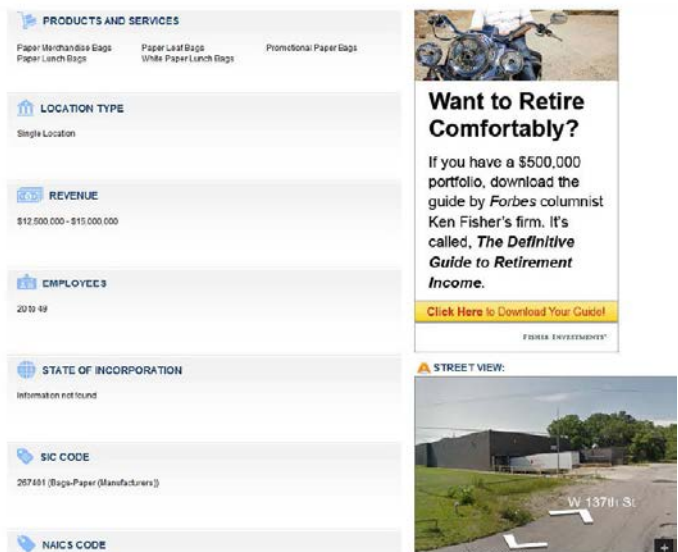 PRODUCTS AND SERVICES
Paper Merchandise Bags
Paper Leaf Bags
Promotional Paper Bags
Paper Lunch Bags
White Paper Lunch Bags
LOCATION TYPE
Single Location
REVENUE
$12,500,000 - $15,000,000
EMPLOYEES
20 to 49
STATE OF INCORPORATION
Information not found
SIC CODE
267401 (Bags-Paper (Manufacturers))
NAICS CODE
Want to Retire
Comfortably?
If you have a $500,000
portfolio, download the
guide by Forbes columnist
Ken Fisher's firm. It's
called, The Definitive
Guide to Retirement
Income.
Click Here to Download Your Guide!
FISHER INVESTMENTS®
A STREET VIEW:
W 137th St
+